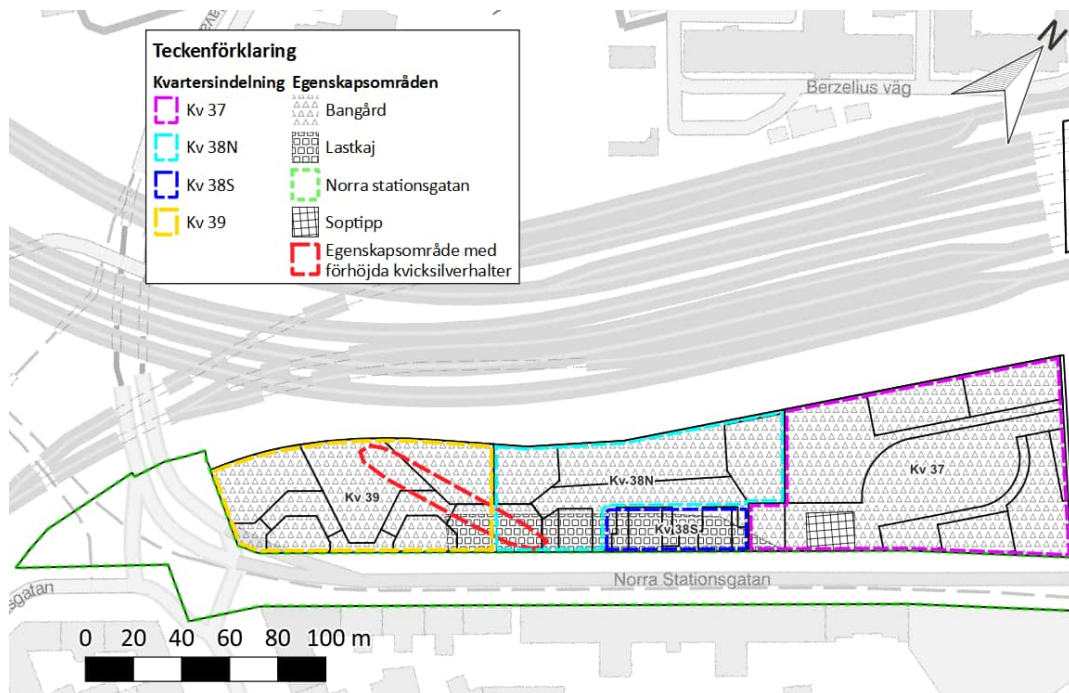 Teckenförklaring
Kvartersindelning Egenskapsområden
Kv 37
Bangård
Kv 38N
Lastkaj
Kv 38S
Norra stationsgatan
Kv 39
Soptipp
Egenskapsområde med
förhöjda kvicksilverhalter
N
Berzelius väg
Kv 37
Kv 38N
Kv 39
Kv 38S
Norra Stationsgatan
sgatan
0 20 40 60 80 100 m